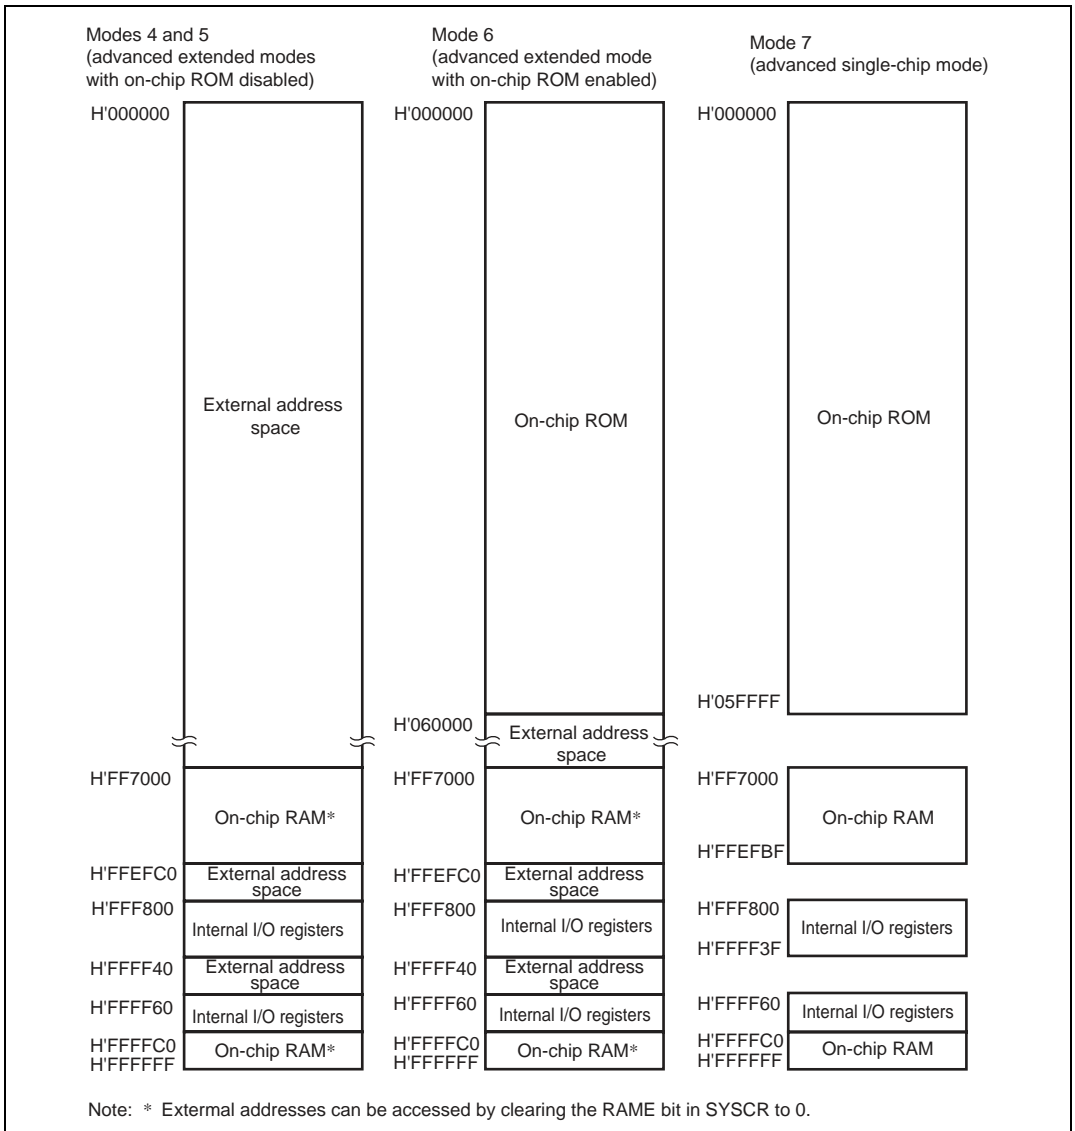 Modes 4 and 5
(advanced extended modes
with on-chip ROM disabled)
H'000000
External address
space
H'FF7000
On-chip RAM*
H'FFEFC0
External address
space
H'FFF800
Internal I/O registers
H'FFFF40
External address
space
H'FFFF60
Internal I/O registers
H'FFFFC0
On-chip RAM*
H'FFFFFF
Mode 6
(advanced extended mode
with on-chip ROM enabled)
H'000000
On-chip ROM
H'060000
External address
space
H'FF7000
On-chip RAM*
H'FFEFC0
External address
space
H'FFF800
Internal I/O registers
H'FFFF40
External address
space
H'FFFF60
Internal I/O registers
H'FFFFC0
On-chip RAM*
H'FFFFFF
Mode 7
(advanced single-chip mode)
H'000000
On-chip ROM
H'05FFFF
H'FF7000
On-chip RAM
H'FFEFBF
H'FFF800
Internal I/O registers
H'FFFF3F
H'FFFF60
Internal I/O registers
H'FFFFC0
On-chip RAM
H'FFFFFF
Note: * Extermal addresses can be accessed by clearing the RAME bit in SYSCR to 0.